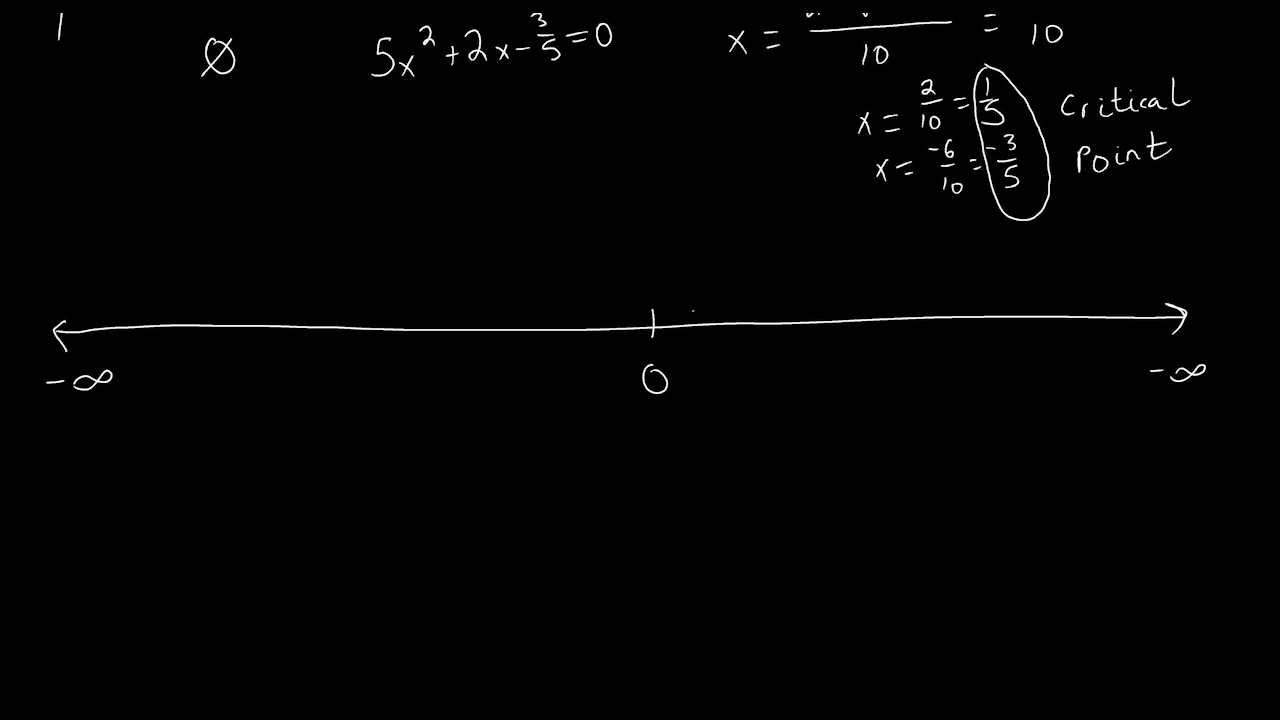 1
∅ 5x² + 2x - 3/5 = 0 x = ―/10 = 10
x = 2/10 = 1/5 Critical
x = -6/10 = -3/5 Point
-∞ 0 -∞